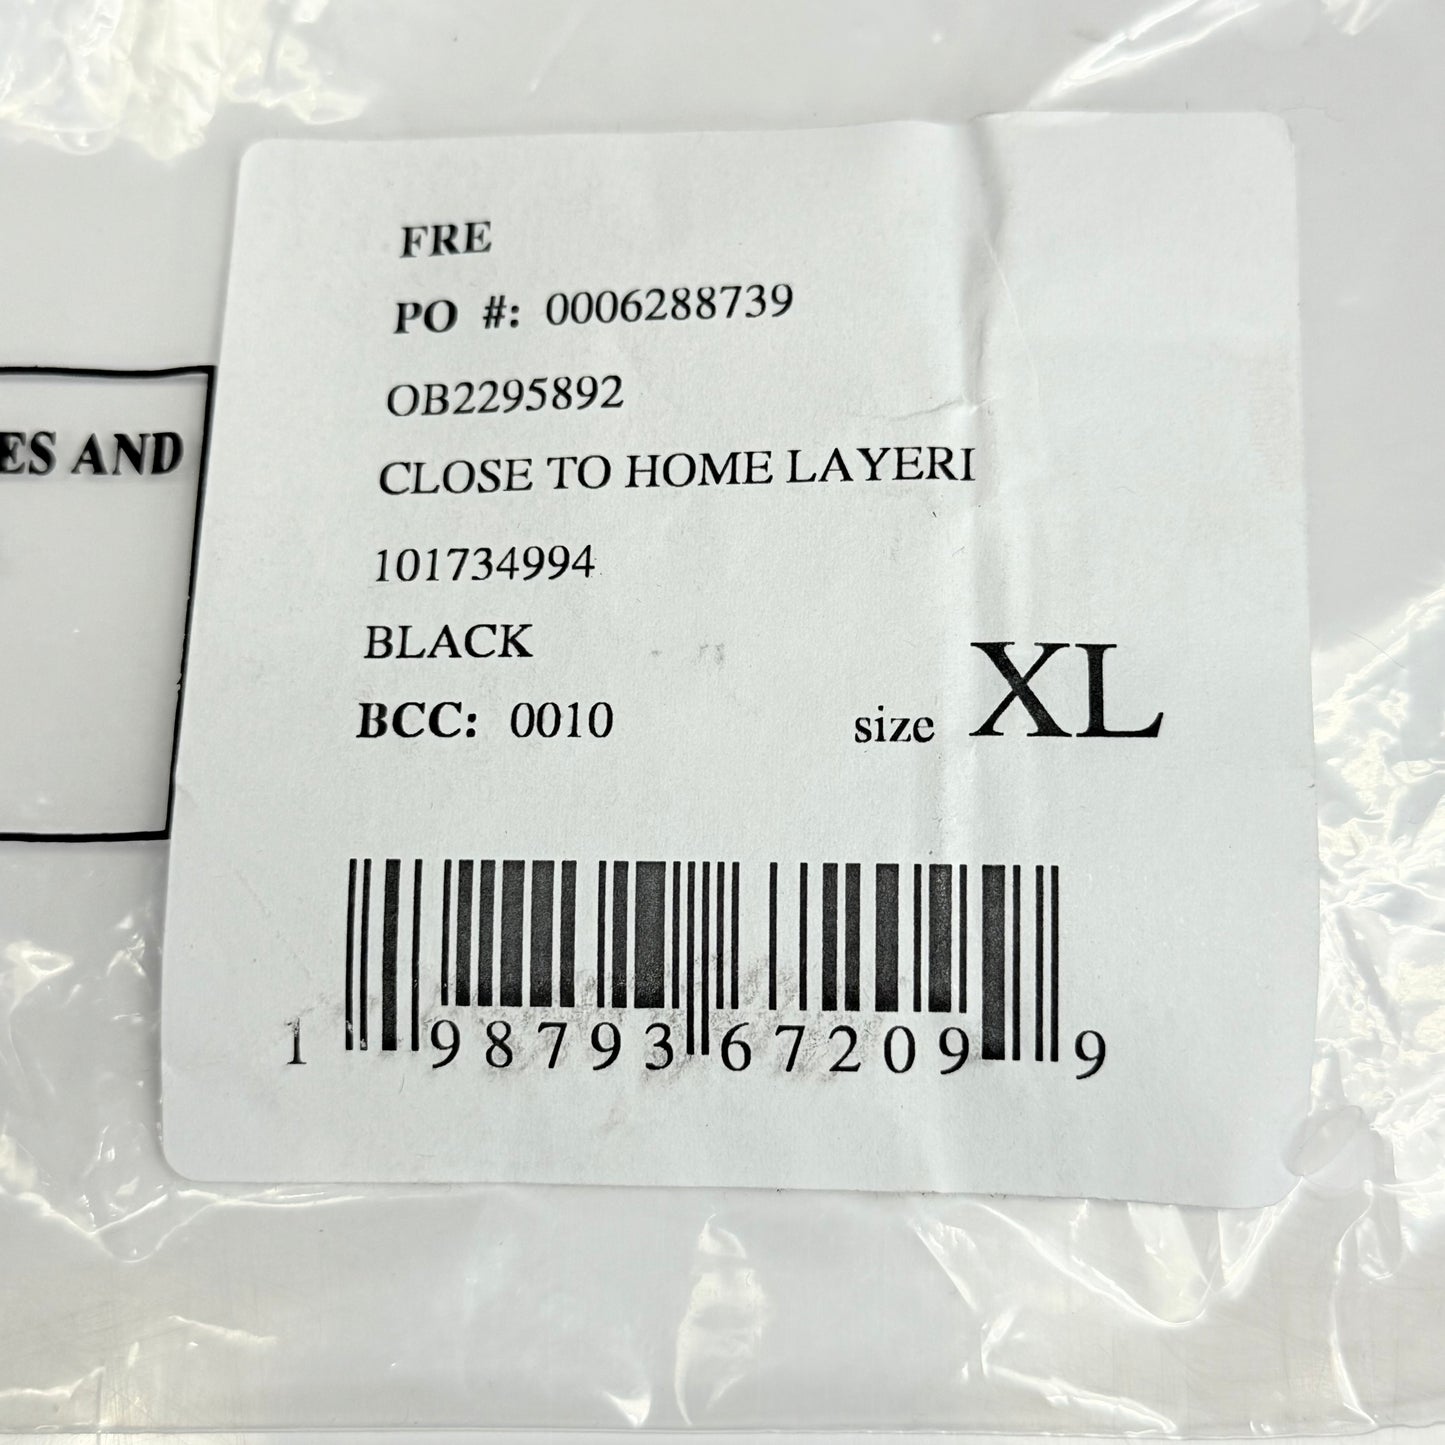 FRE
PO #: 0006288739
OB2295892
CLOSE TO HOME LAYERI
101734994
BLACK
BCC: 0010
size XL
1 98793 67209 9
AND